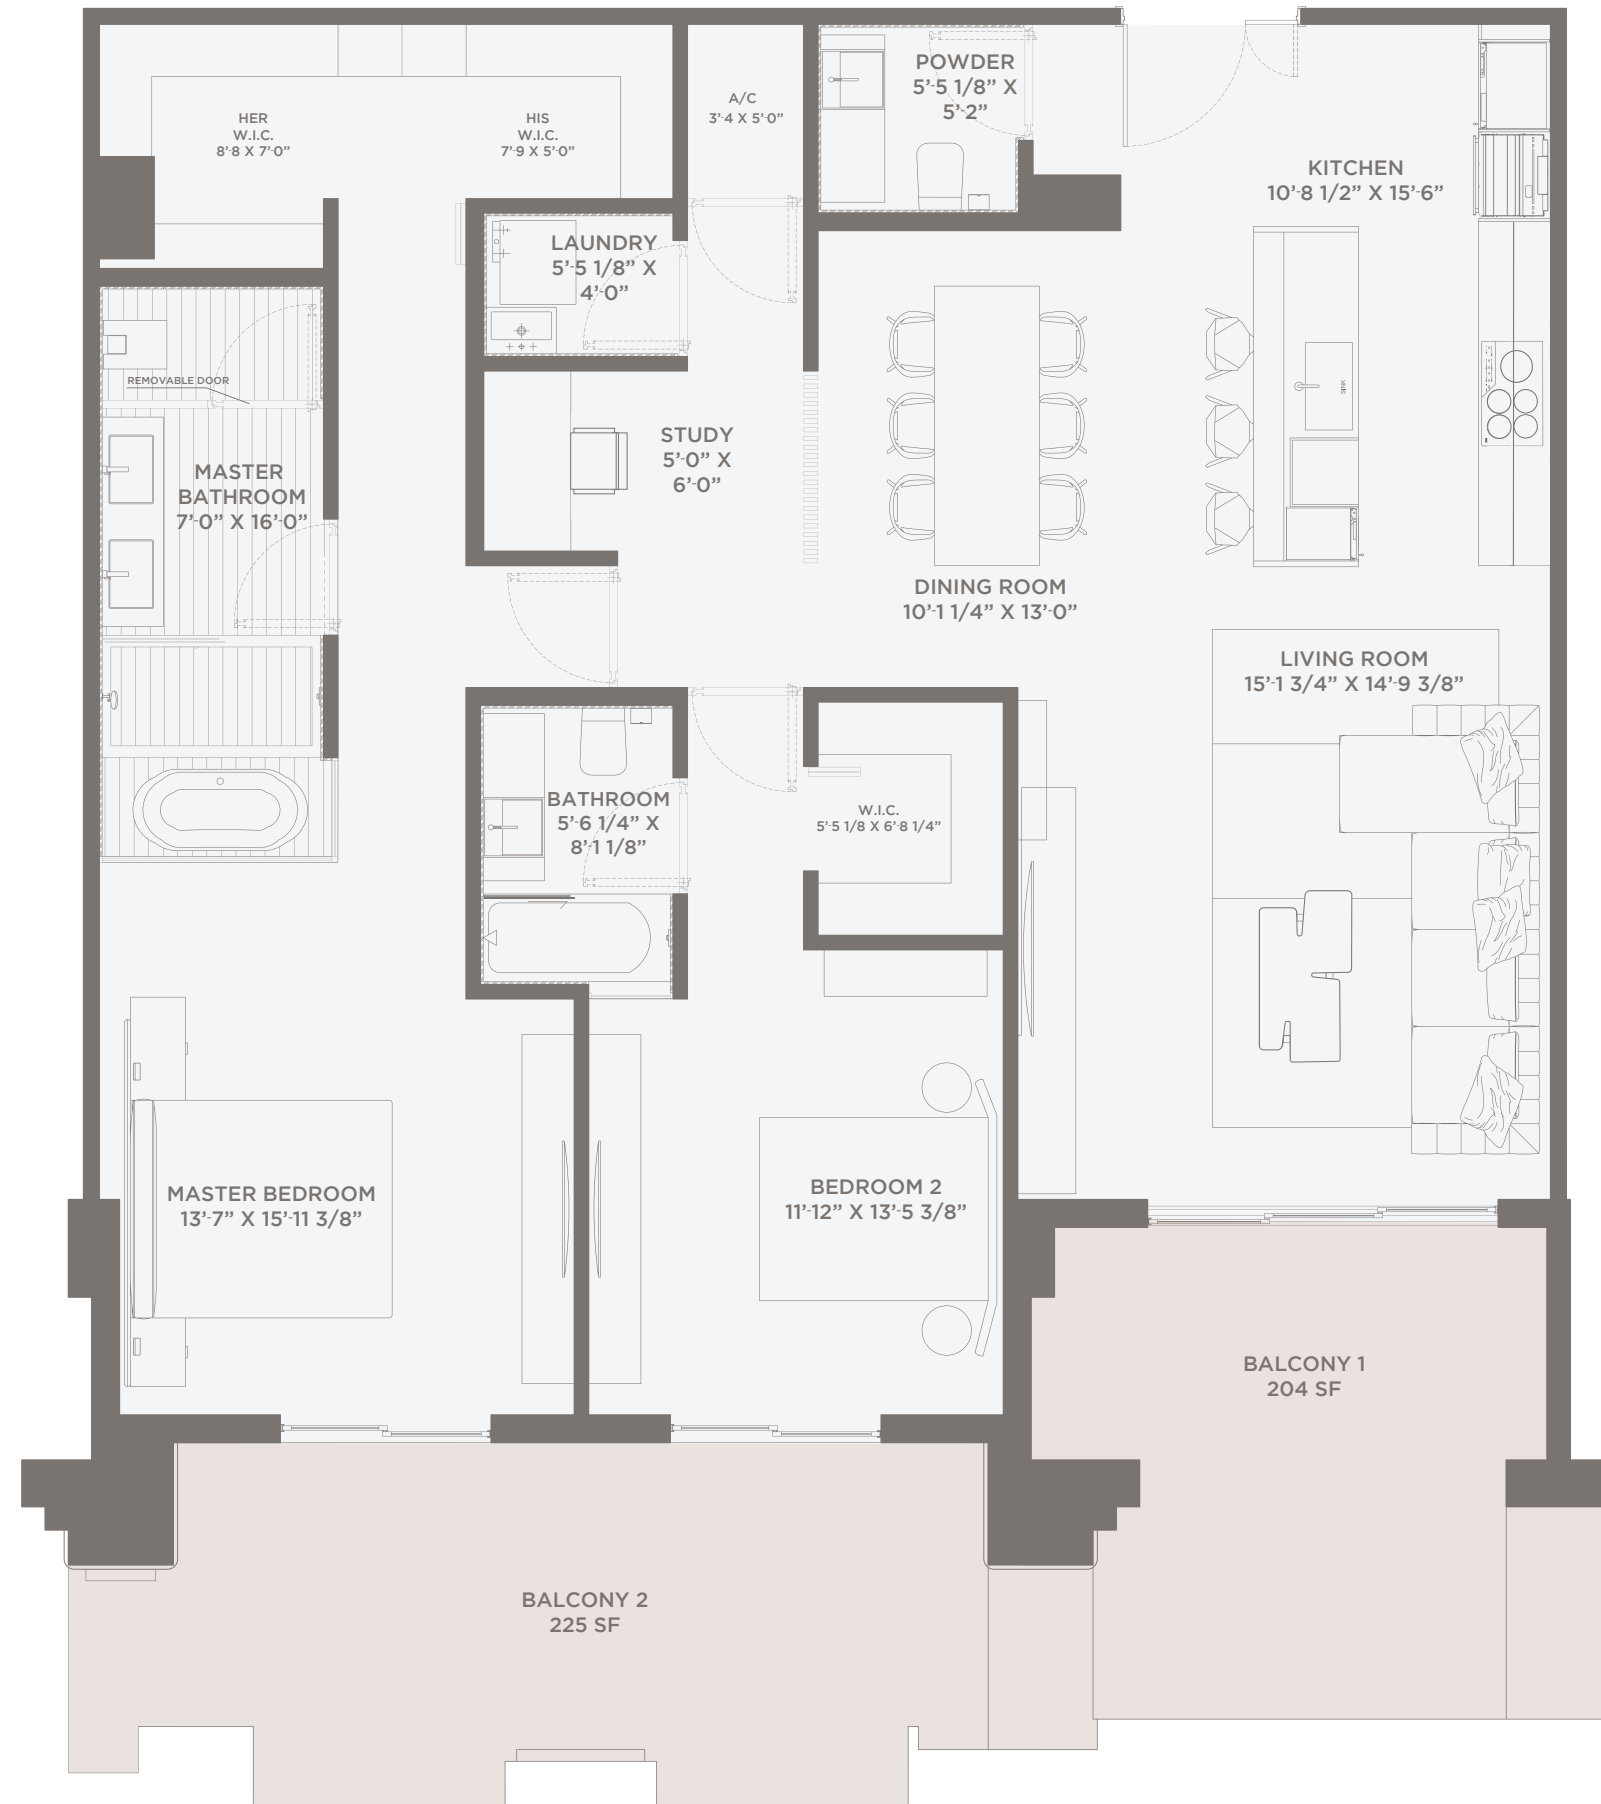 POWDER
5'-5 1/8" X
5'-2"
A/C
3'-4 X 5'-0"
HER
W.I.C.
8'-8 X 7'-0"
HIS
W.I.C.
7'-9 X 5'-0"
KITCHEN
10'-8 1/2" X 15'-6"
LAUNDRY
5'-5 1/8" X
4'-0"
REMOVABLE DOOR
SINK
STUDY
5'-0" X
6'-0"
MASTER
BATHROOM
7'-0" X 16'-0"
DINING ROOM
10'-1 1/4" X 13'-0"
LIVING ROOM
15'-1 3/4" X 14'-9 3/8"
BATHROOM
5'-6 1/4" X
8'-1 1/8"
W.I.C.
5'-5 1/8 X 6'-8 1/4"
MASTER BEDROOM
13'-7" X 15'-11 3/8"
BEDROOM 2
11'-12" X 13'-5 3/8"
BALCONY 1
204 SF
BALCONY 2
225 SF